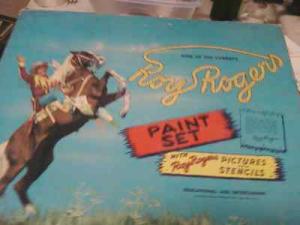 KING OF THE COWBOYS
Roy Rogers
PAINT
SET
WITH Roy Rogers PICTURES
AND STENCILS
EDUCATIONAL AND ENTERTAINING